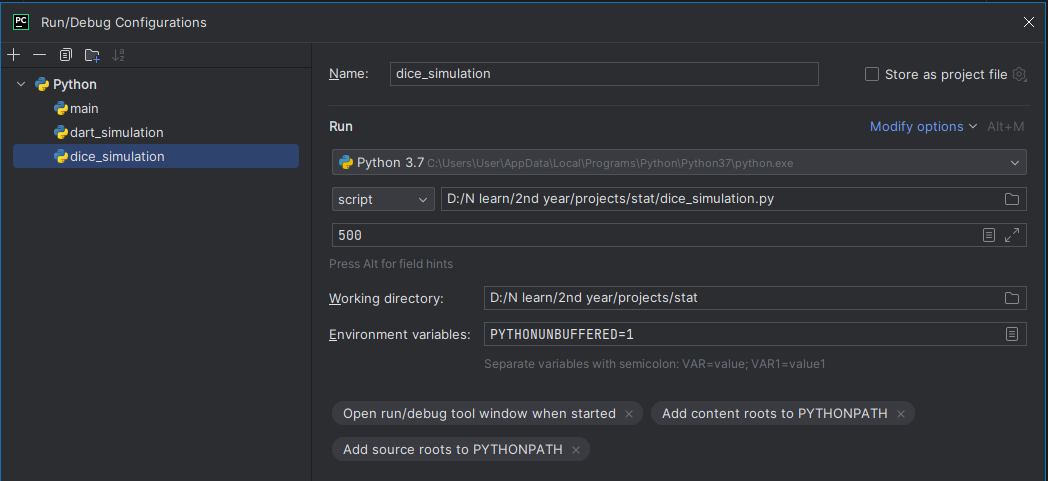 PC
Run/Debug Configurations
Python
main
dart_simulation
dice_simulation
Name: dice_simulation Store as project file
Run Modify options Alt+M
Python 3.7 C:\Users\User\AppData\Local\Programs\Python\Python37\python.exe
script D:/N learn/2nd year/projects/stat/dice_simulation.py
500
Press Alt for field hints
Working directory: D:/N learn/2nd year/projects/stat
Environment variables: PYTHONUNBUFFERED=1
Separate variables with semicolon: VAR=value; VAR1=value1
Open run/debug tool window when started × Add content roots to PYTHONPATH ×
Add source roots to PYTHONPATH ×